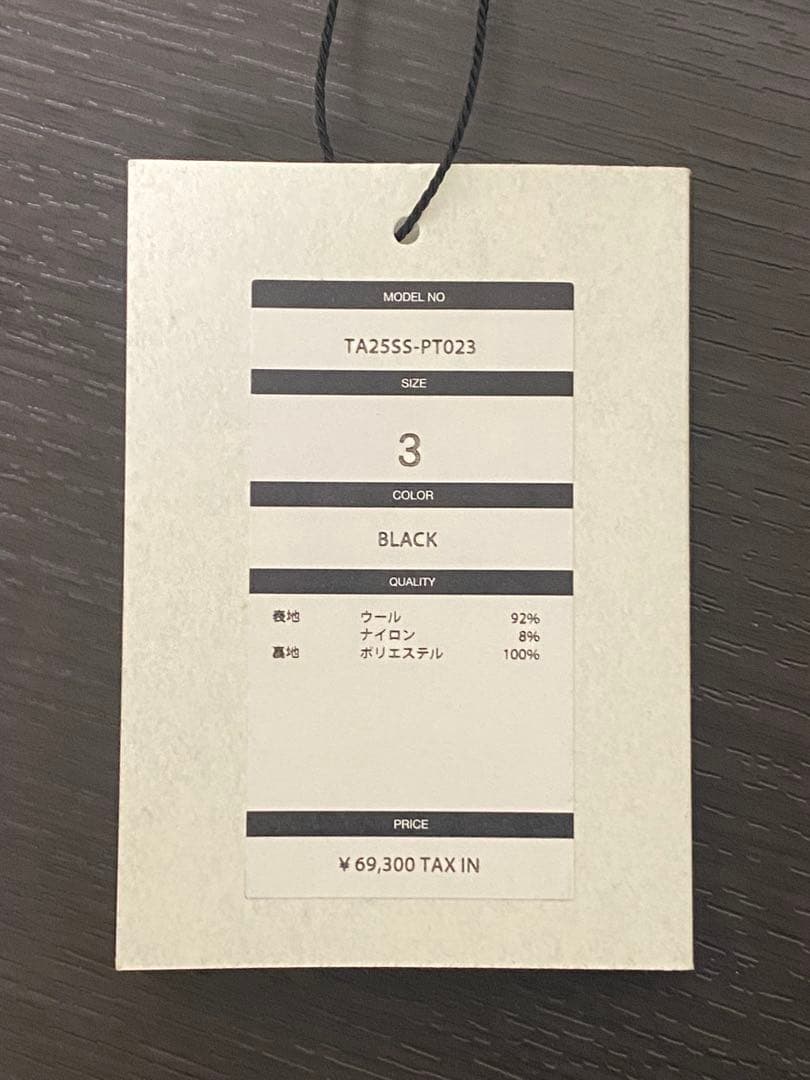 MODEL NO
TA25SS-PT023
SIZE
3
COLOR
BLACK
QUALITY
表地 ウール 92%
ナイロン 8%
裏地 ポリエステル 100%
PRICE
¥69,300 TAX IN